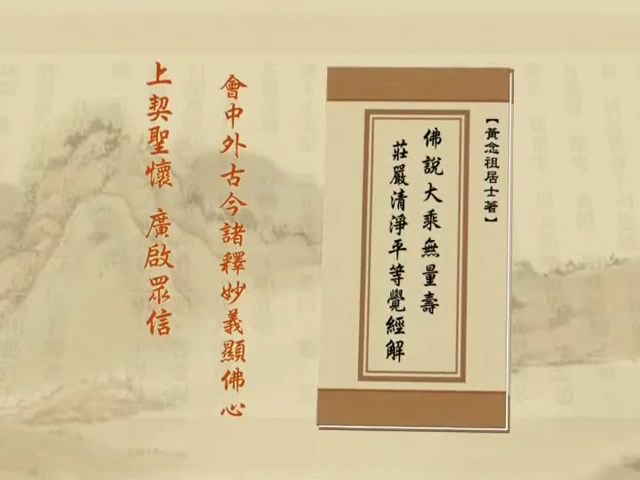 【黃念祖居士著】
佛說大乘無量壽
莊嚴清淨平等覺經解
會中外古今諸釋妙義顯佛心
上契聖懷 廣啟眾信